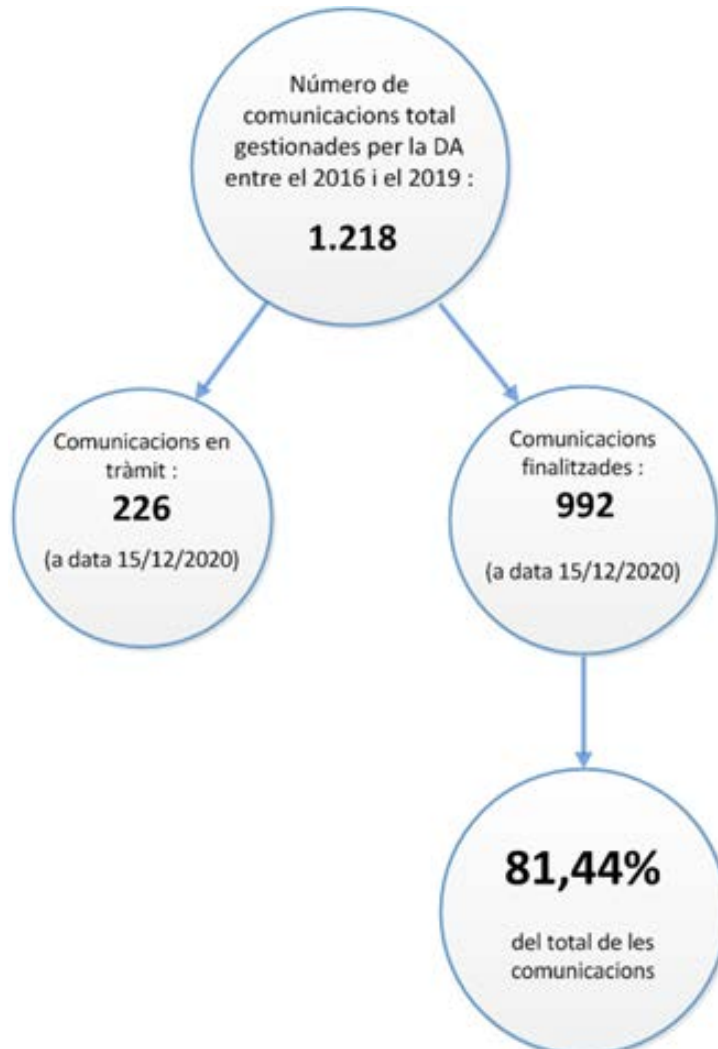 Número de
comunicacions total
gestionades per la DA
entre el 2016 i el 2019 :
1.218
Comunicacions en
tràmit :
226
(a data 15/12/2020)
Comunicacions
finalitzades :
992
(a data 15/12/2020)
81,44%
del total de les
comunicacions